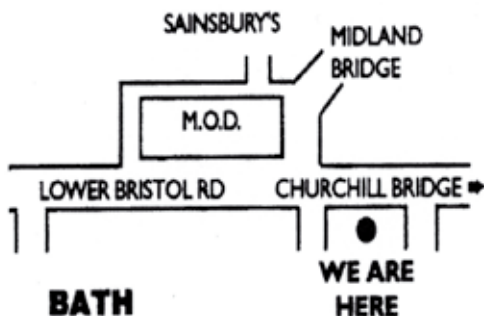 SAINSBURY'S
MIDLAND
BRIDGE
M.O.D.
LOWER BRISTOL RD
CHURCHILL BRIDGE
WE ARE
HERE
BATH